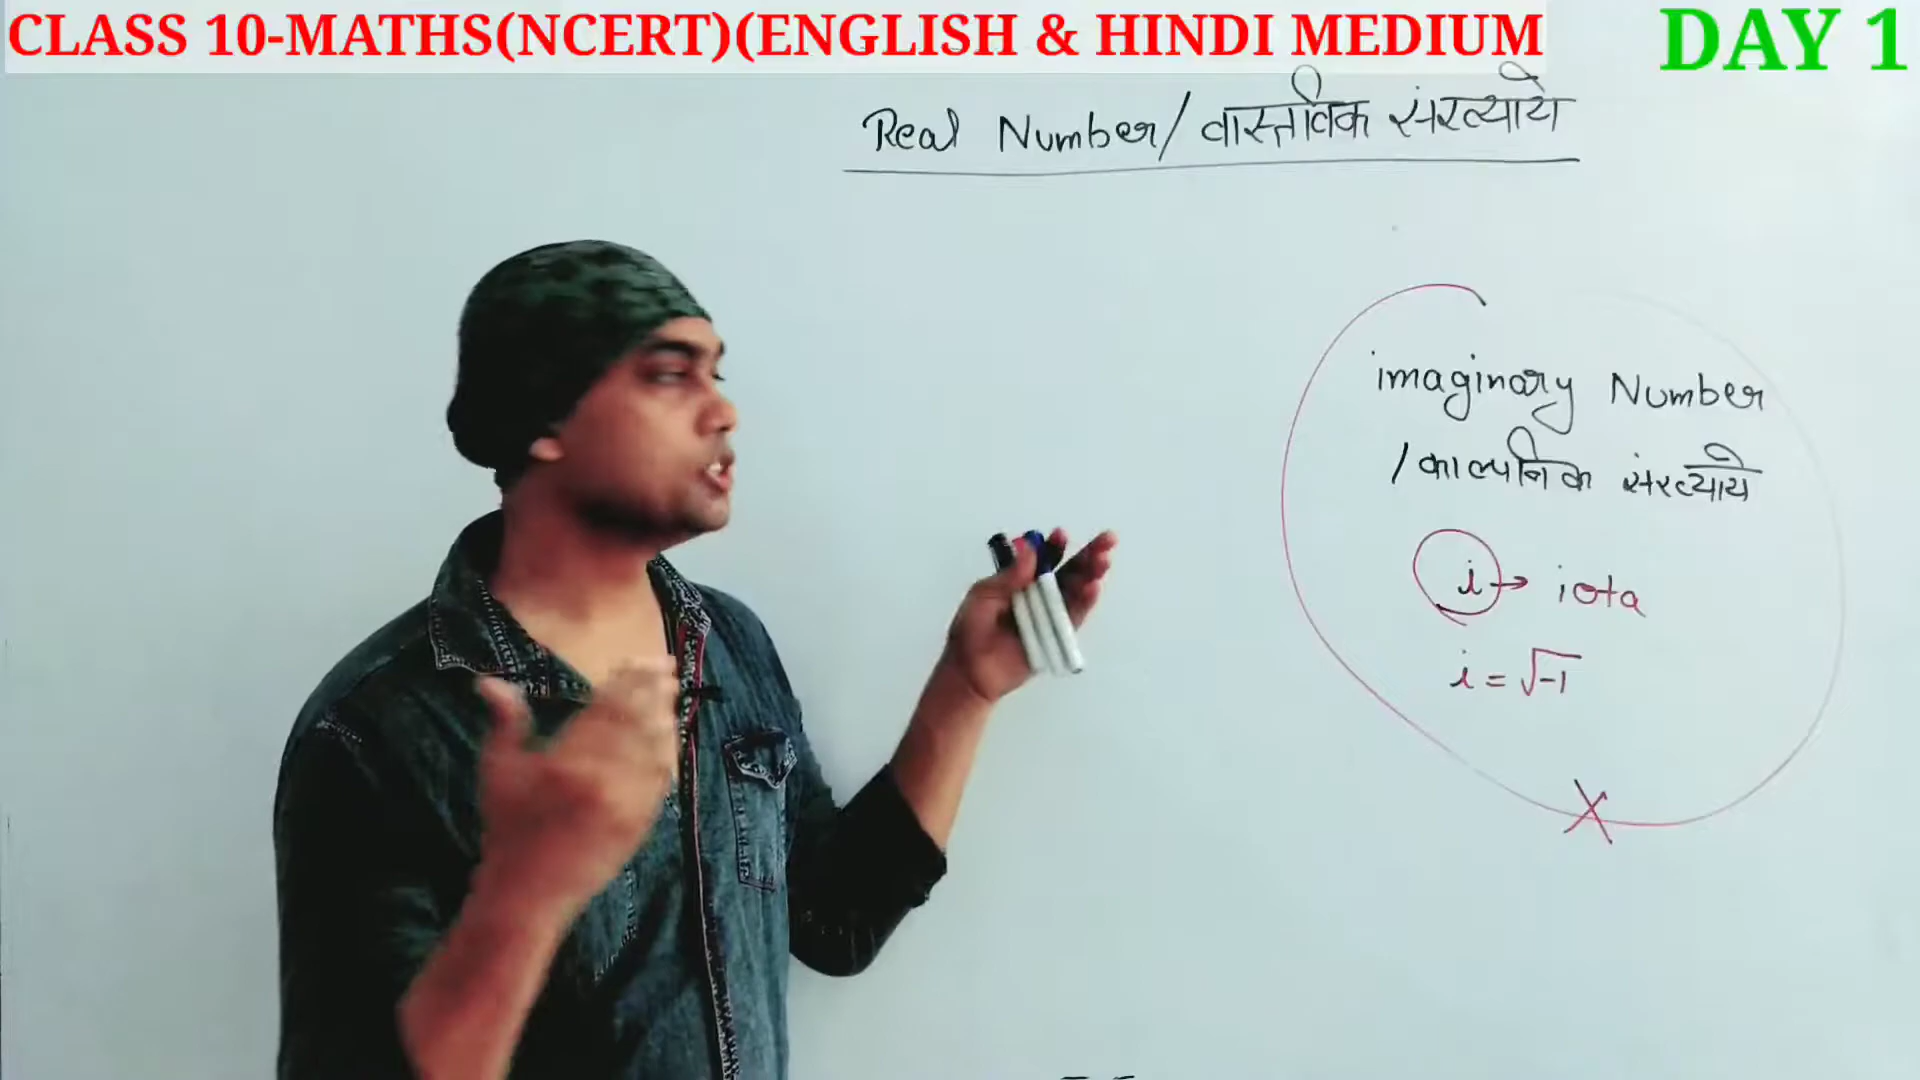 CLASS 10-MATHS(NCERT)(ENGLISH & HINDI MEDIUM
DAY 1
Real Number/ वास्तविक संख्याये
imaginary Number
/काल्पनिक संख्याये
i → iota
i = √-1